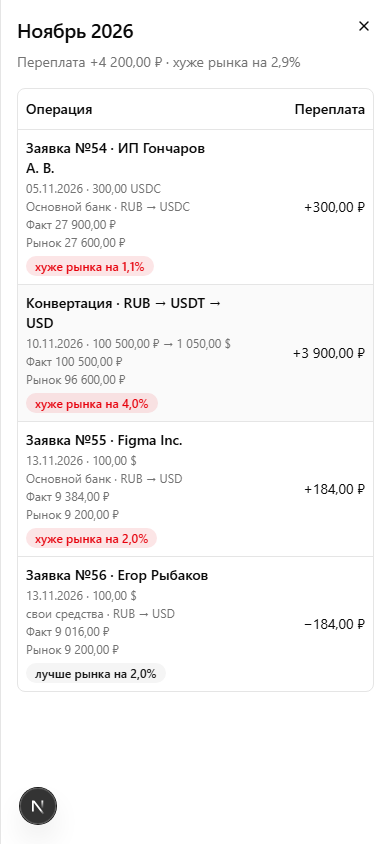 Ноябрь 2026
Переплата +4 200,00 ₽ · хуже рынка на 2,9%
Операция Переплата
Заявка №54 · ИП Гончаров
А. В.
05.11.2026 · 300,00 USDC
Основной банк · RUB → USDC
Факт 27 900,00 ₽
Рынок 27 600,00 ₽
хуже рынка на 1,1%
+300,00 ₽
Конвертация · RUB → USDT →
USD
10.11.2026 · 100 500,00 ₽ → 1 050,00 $
Факт 100 500,00 ₽
Рынок 96 600,00 ₽
хуже рынка на 4,0%
+3 900,00 ₽
Заявка №55 · Figma Inc.
13.11.2026 · 100,00 $
Основной банк · RUB → USD
Факт 9 384,00 ₽
Рынок 9 200,00 ₽
хуже рынка на 2,0%
+184,00 ₽
Заявка №56 · Егор Рыбаков
13.11.2026 · 100,00 $
свои средства · RUB → USD
Факт 9 016,00 ₽
Рынок 9 200,00 ₽
лучше рынка на 2,0%
−184,00 ₽
N